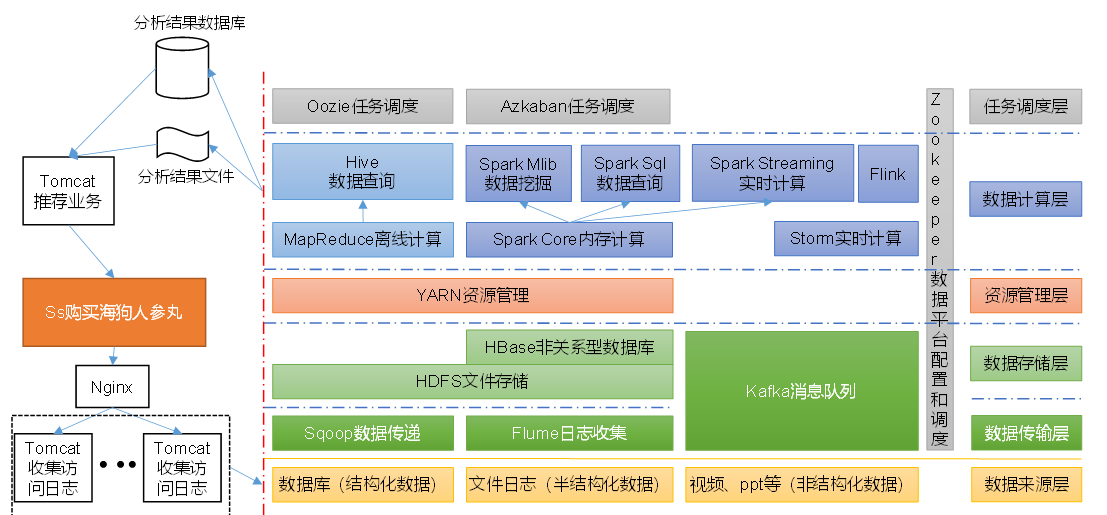 分析结果数据库
分析结果文件
Tomcat
推荐业务
Ss购买海狗人参丸
Nginx
Tomcat
收集访
问日志
Tomcat
收集访
问日志
Oozie任务调度
Azkaban任务调度
任务调度层
Hive
数据查询
Spark Mlib
数据挖掘
Spark Sql
数据查询
Spark Streaming
实时计算
Flink
MapReduce离线计算
Spark Core内存计算
Storm实时计算
数据计算层
YARN资源管理
资源管理层
HBase非关系型数据库
HDFS文件存储
Kafka消息队列
数据存储层
Sqoop数据传递
Flume日志收集
数据传输层
Zookeeper数据平台配置和调度
数据库（结构化数据）
文件日志（半结构化数据）
视频、ppt等（非结构化数据）
数据来源层